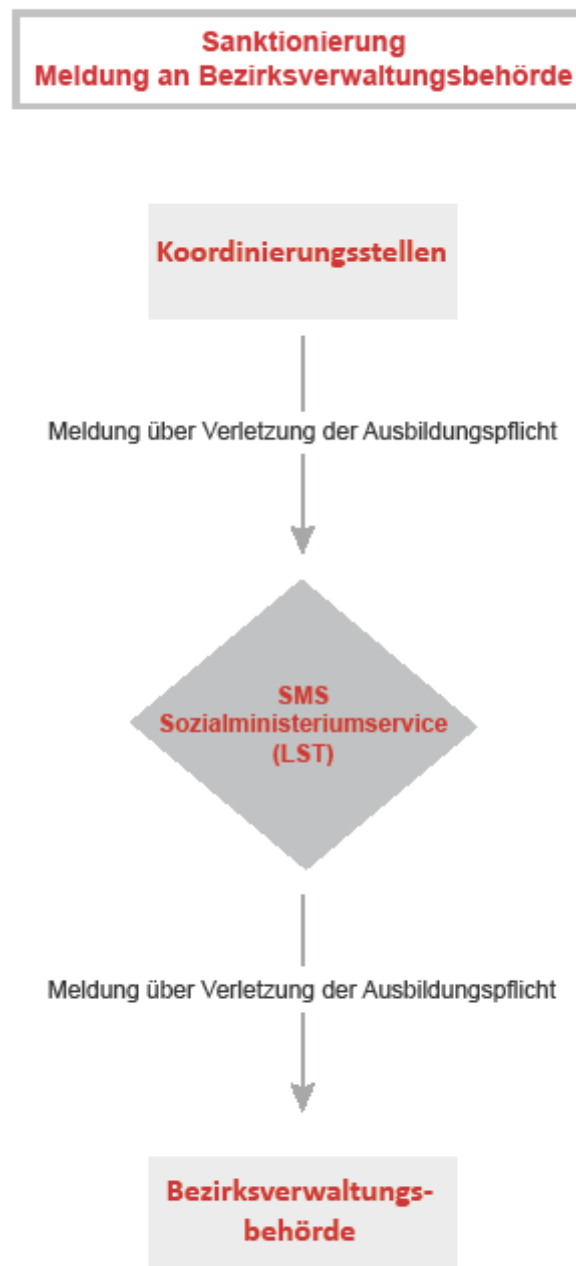 Sanktionierung
Meldung an Bezirksverwaltungsbehörde
Koordinierungsstellen
Meldung über Verletzung der Ausbildungspflicht
SMS
Sozialministeriumservice
(LST)
Meldung über Verletzung der Ausbildungspflicht
Bezirksverwaltungs-
behörde